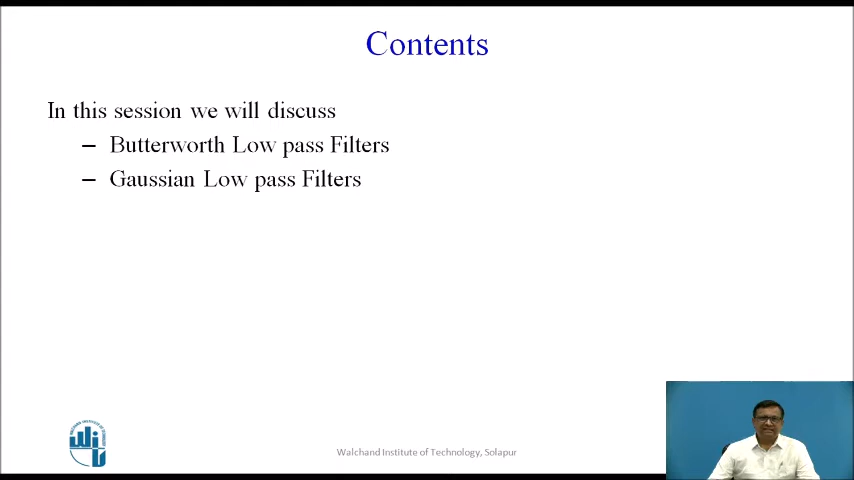 Contents
In this session we will discuss
– Butterworth Low pass Filters
– Gaussian Low pass Filters
Walchand Institute of Technology, Solapur